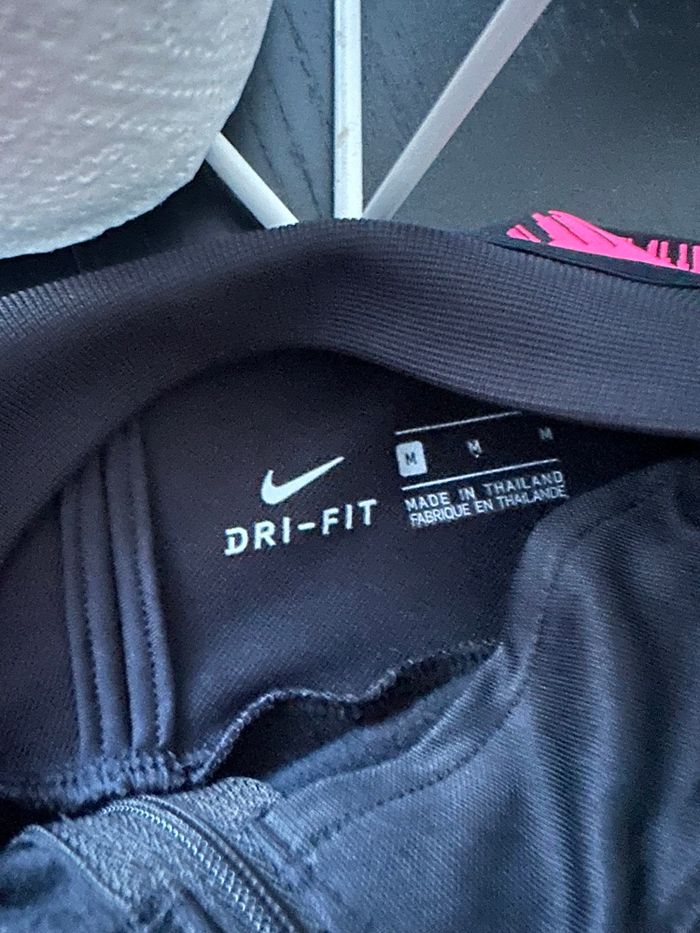 M M M
DRI-FIT
MADE IN THAILAND
FABRIQUE EN THAILANDE